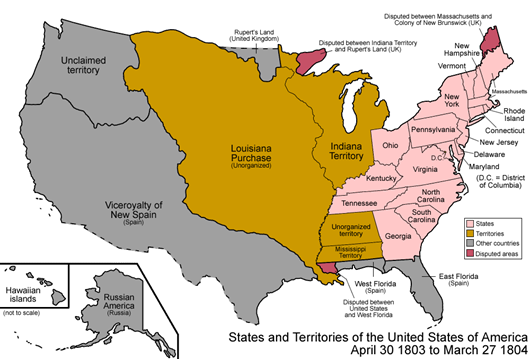 Disputed between Massachusetts and
Colony of New Brunswick (UK)
Rupert's Land
(United Kingdom)
Disputed between Indiana Territory
and Rupert's Land (UK)
New
Hampshire
Vermont
Unclaimed
territory
Massachusetts
New
York
Rhode
Island
Connecticut
Pennsylvania
New Jersey
Louisiana
Purchase
(Unorganized)
Indiana
Territory
Ohio
Delaware
D.C.
Maryland
Virginia
(D.C. = District
of Columbia)
Kentucky
Viceroyalty of
New Spain
(Spain)
Tennessee
North
Carolina
South
Carolina
Unorganized
territory
Georgia
Mississippi
Territory
States
Territories
Other countries
Disputed areas
Hawaiian
islands
(not to scale)
Russian
America
(Russia)
West Florida
(Spain)
East Florida
(Spain)
Disputed between
United States
and West Florida
States and Territories of the United States of America
April 30 1803 to March 27 1804